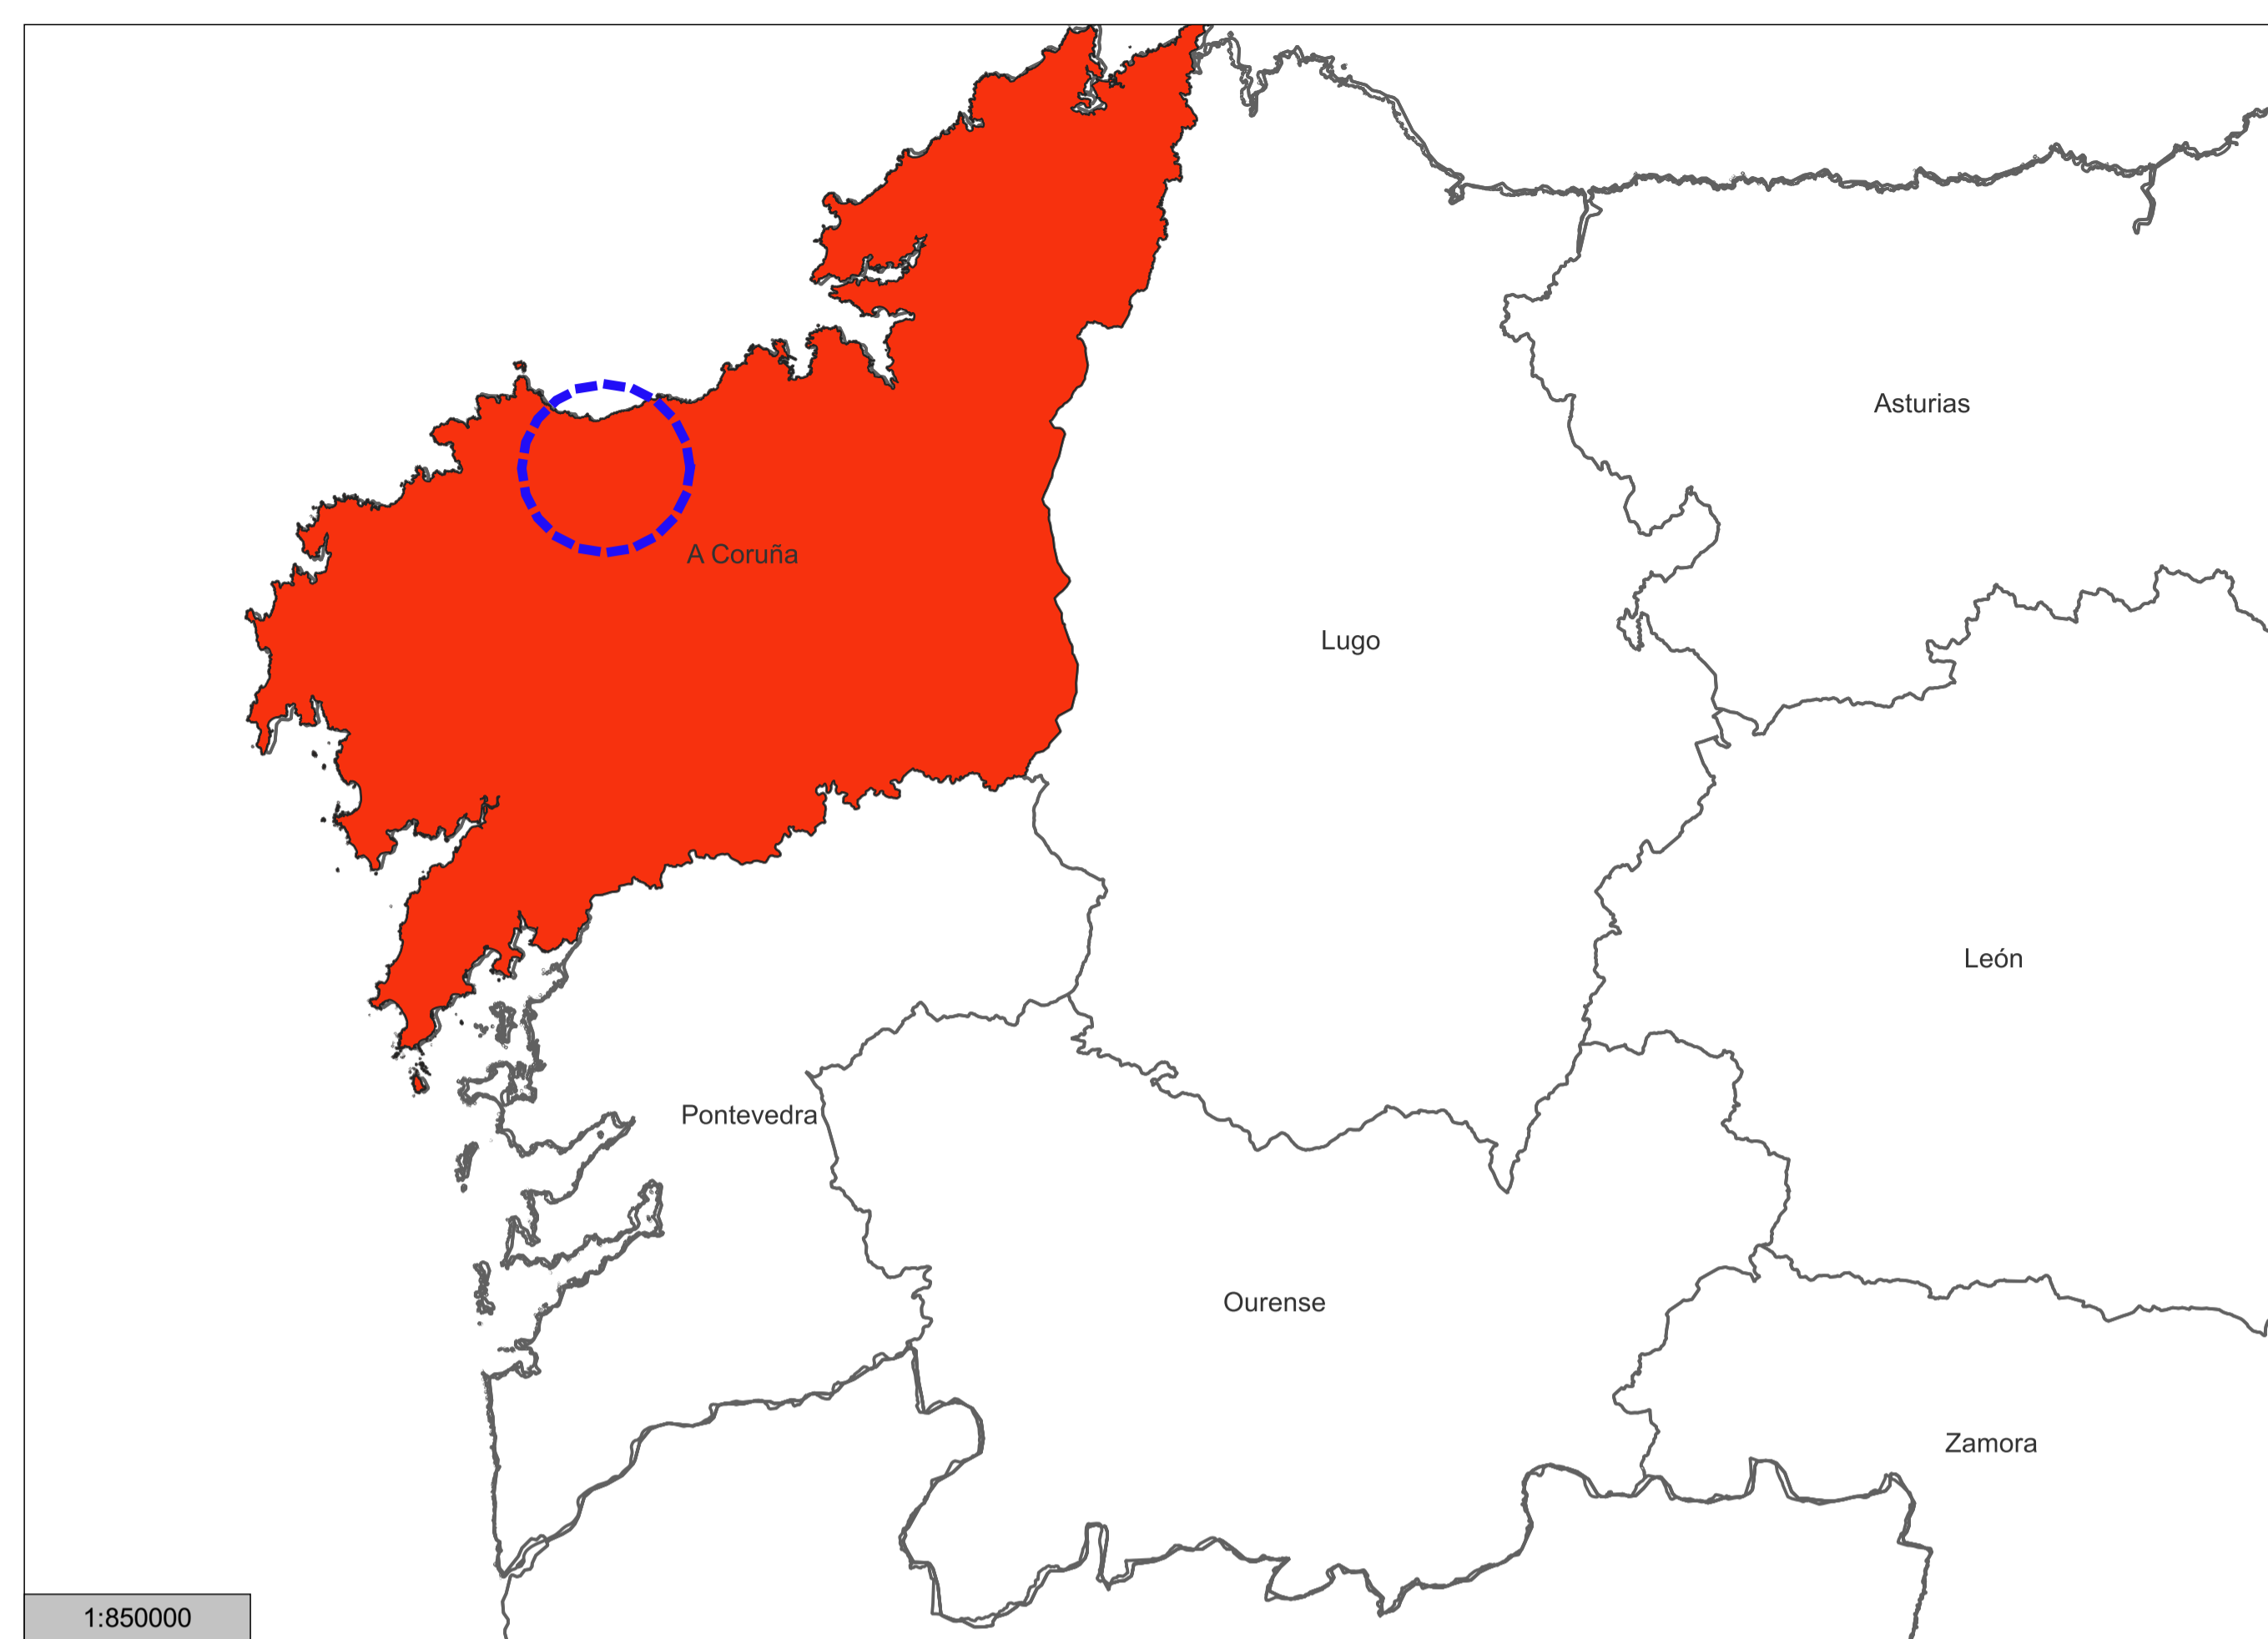 Asturias
A Coruña
Lugo
León
Pontevedra
Ourense
Zamora
1:850000